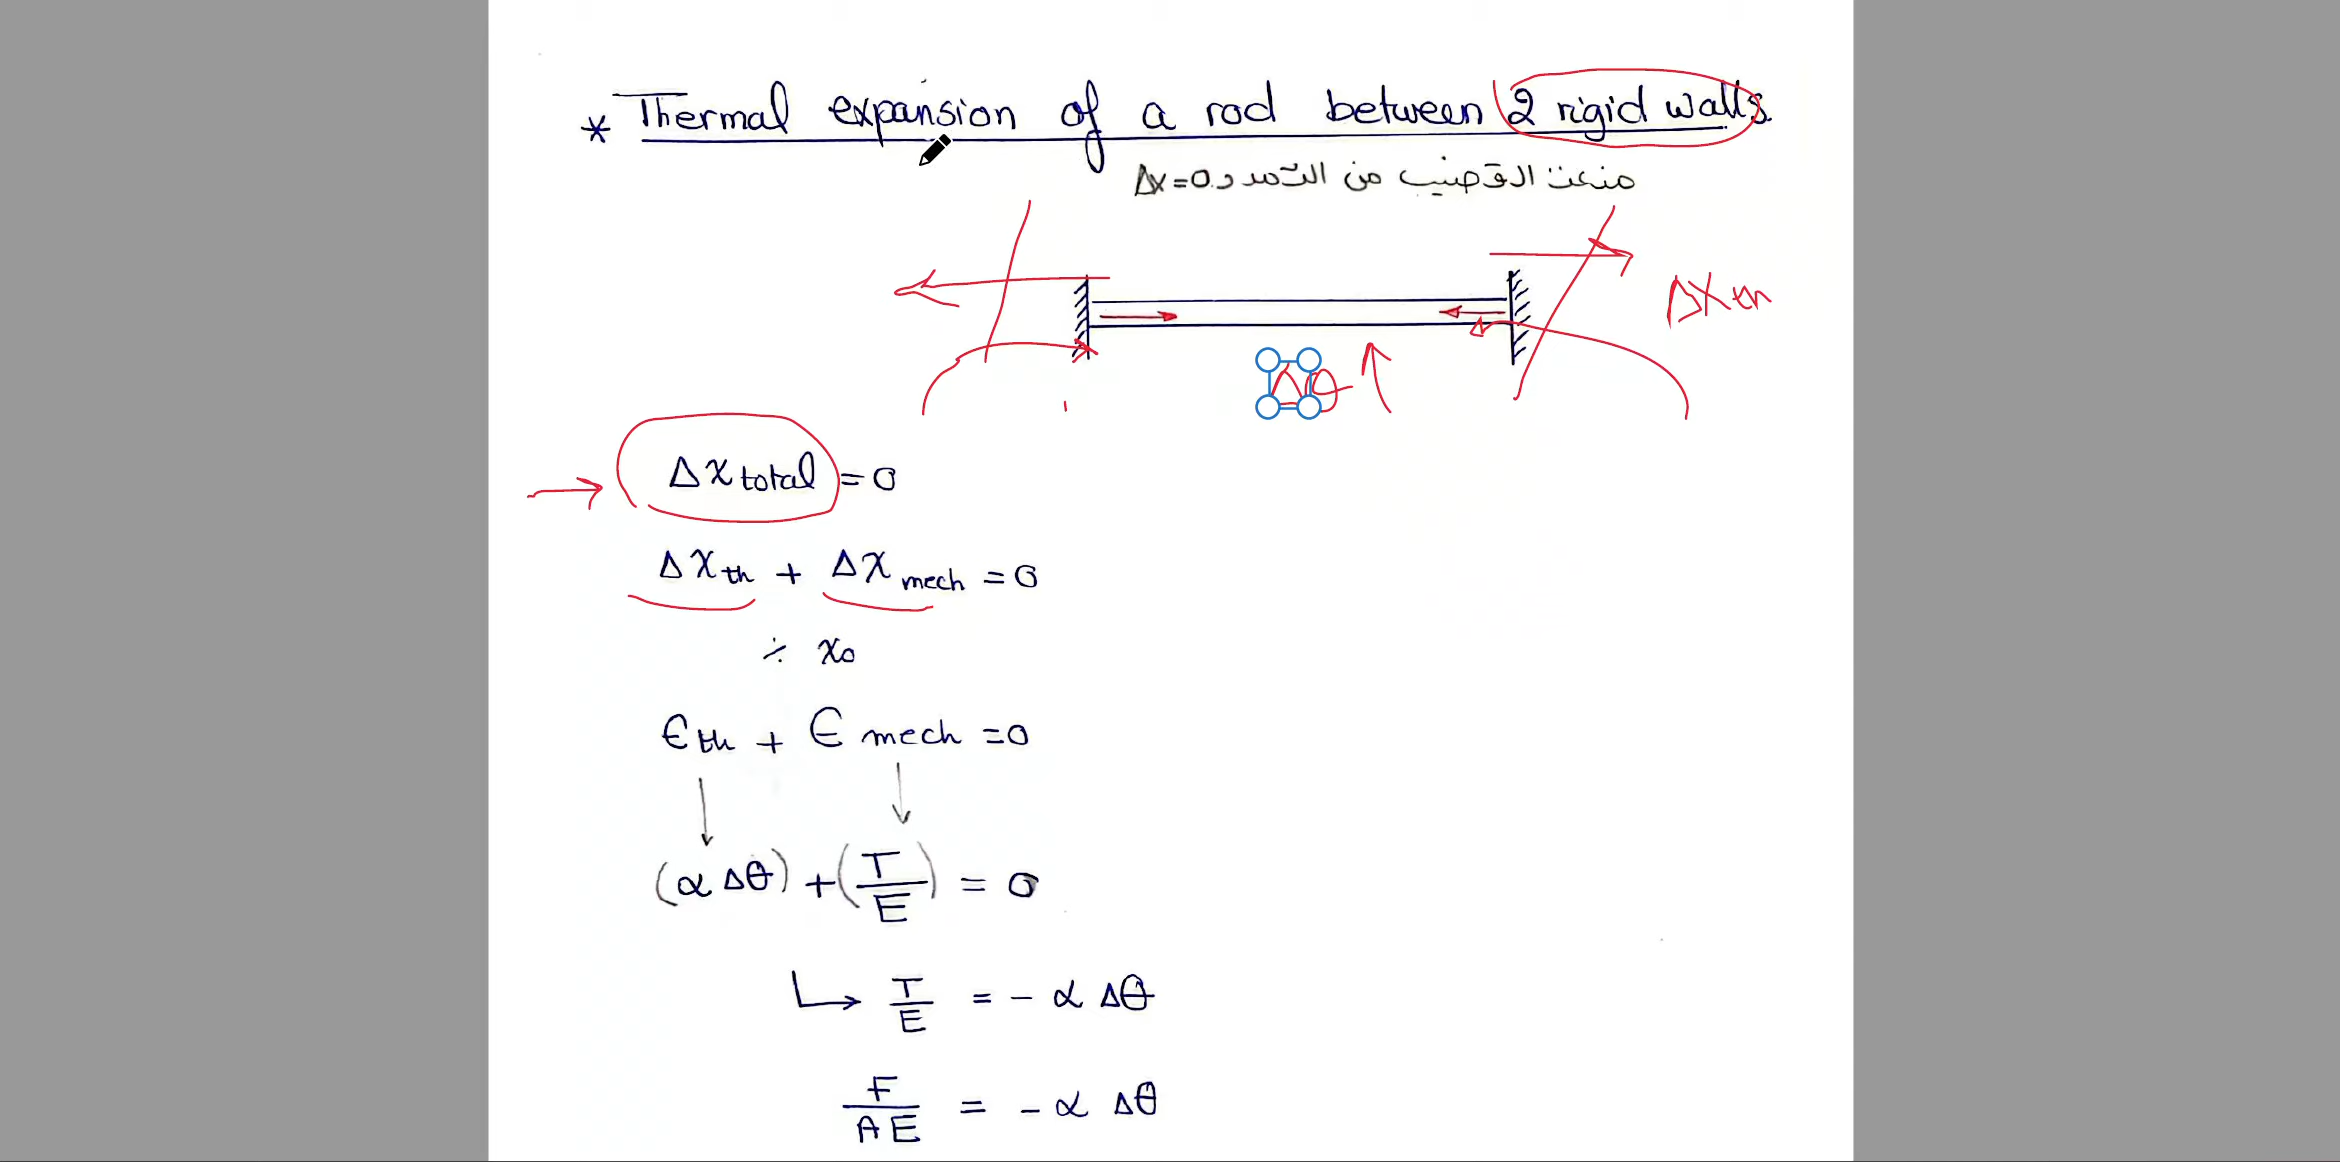 * Thermal expansion of a rod between 2 rigid walls
منعت القضيب من التمدد Δx=0
Δx th
Δθ ↑
→ Δx total = 0
Δx th + Δx mech = 0
÷ x₀
ϵ th + ϵ mech = 0
(α Δθ) + (T/E) = 0
↳ T/E = - α Δθ
F/AE = - α Δθ